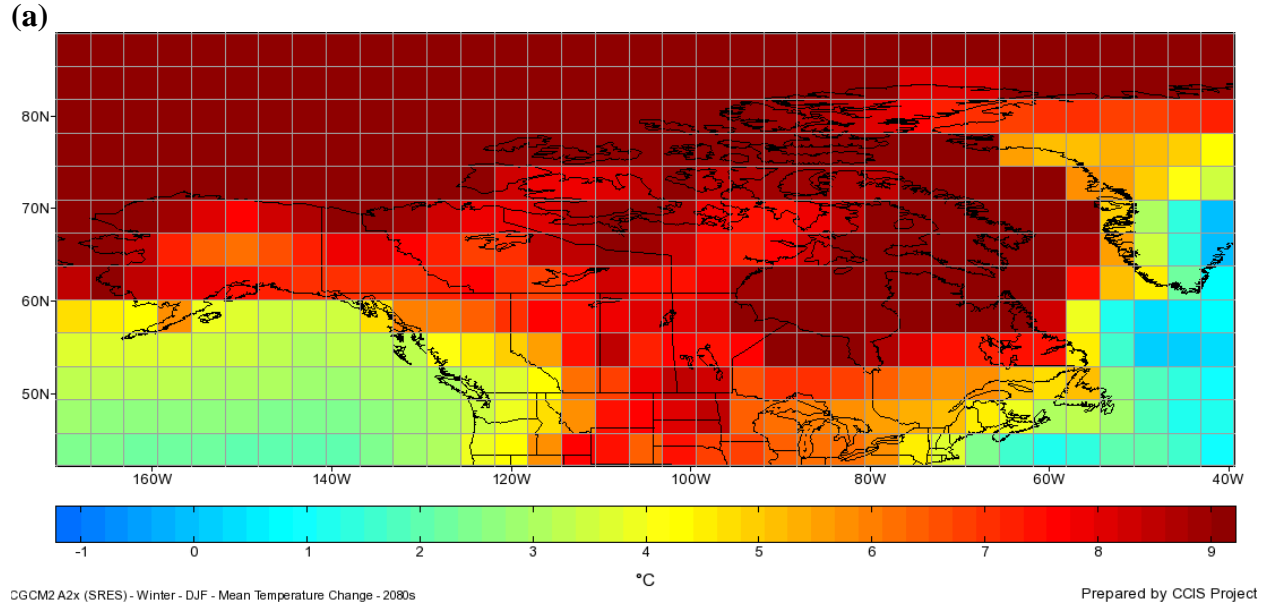 (a)
80N
70N
60N
50N
160W 140W 120W 100W 80W 60W 40W
-1 0 1 2 3 4 5 6 7 8 9
°C
CGCM2 A2x (SRES) - Winter - DJF - Mean Temperature Change - 2080s
Prepared by CCIS Project